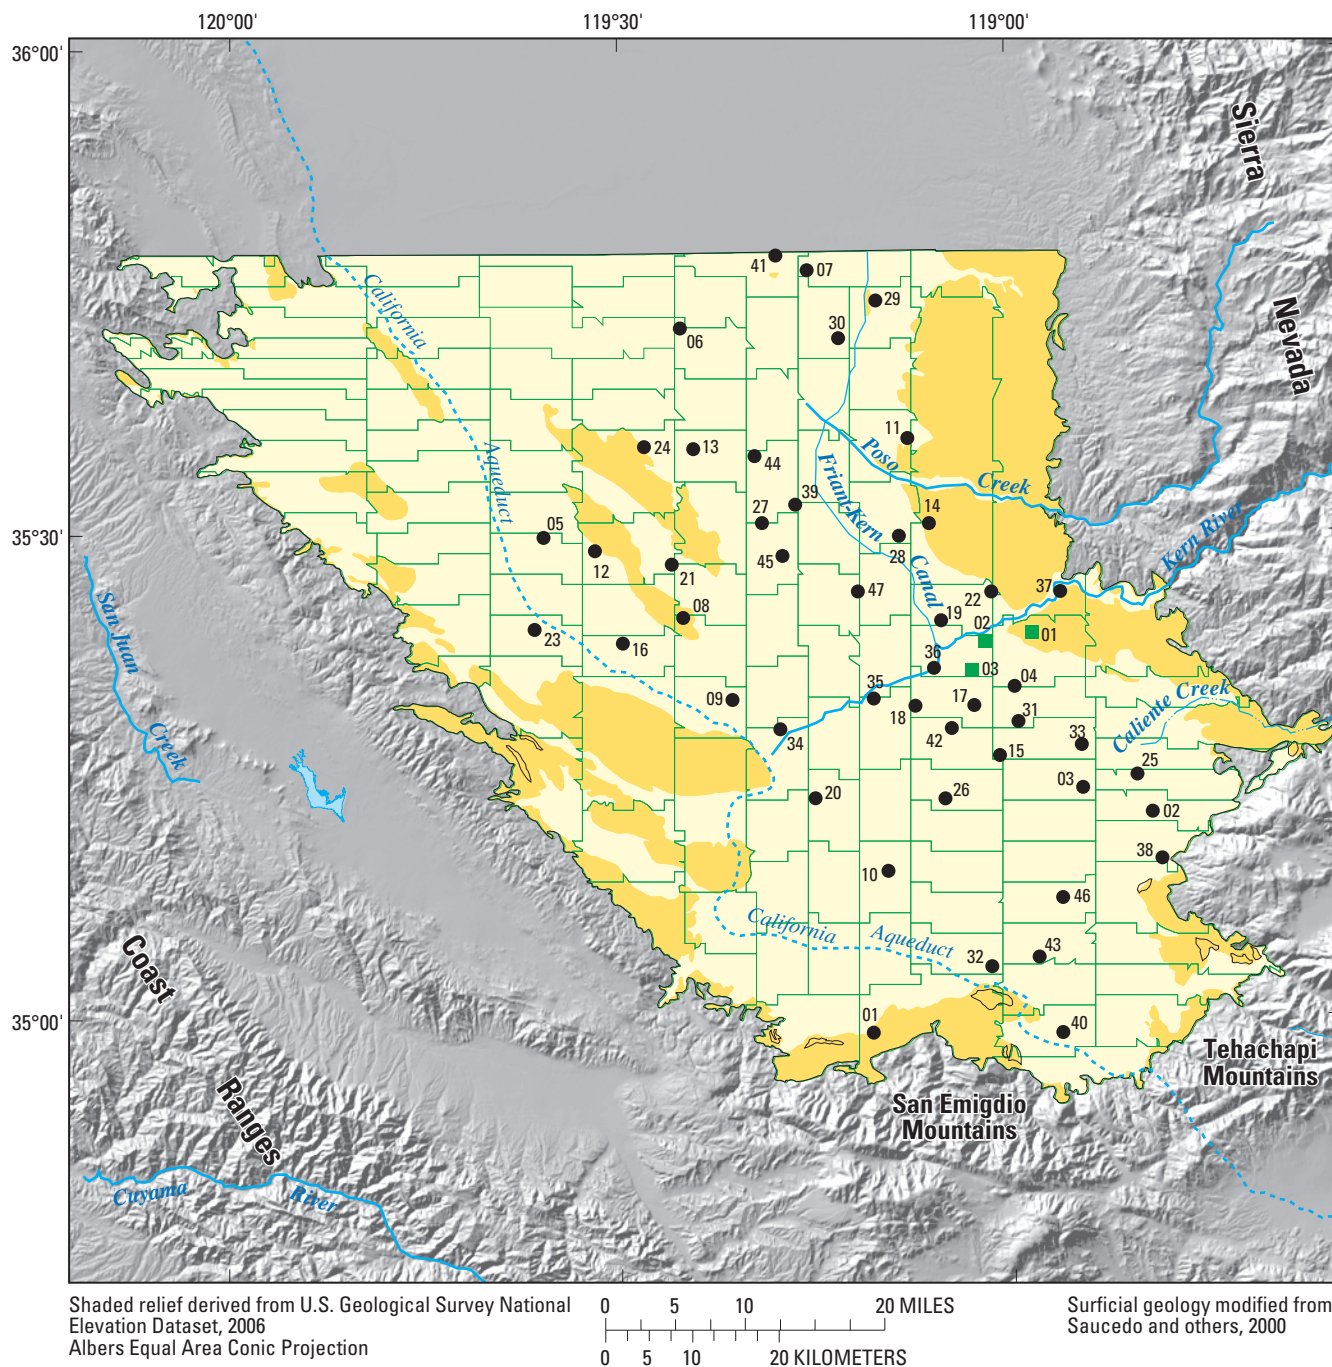 120°00'
119°30'
119°00'
36°00'
35°30'
35°00'
Sierra
Nevada
California
Aqueduct
41
07
29
30
06
11
Poso
Creek
24
13
44
Friant-Kern
Canal
39
27
14
05
28
Kern River
12
45
21
47
22
37
08
19
02
01
San Juan
Creek
23
16
36
03
04
35
09
18
17
31
Caliente Creek
34
42
33
15
25
03
20
26
02
38
10
46
California
Aqueduct
43
32
Coast
Ranges
01
40
Tehachapi
Mountains
San Emigdio
Mountains
Cuyama
River
Shaded relief derived from U.S. Geological Survey National
Elevation Dataset, 2006
Albers Equal Area Conic Projection
0 5 10 20 MILES
0 5 10 20 KILOMETERS
Surficial geology modified from
Saucedo and others, 2000